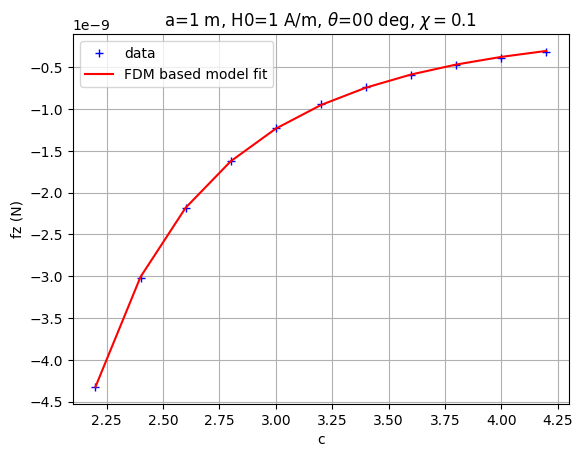 a=1 m, H0=1 A/m, θ=00 deg, χ = 0.1
1e−9
data
FDM based model fit
−0.5
−1.0
−1.5
−2.0
−2.5
−3.0
−3.5
−4.0
−4.5
fz (N)
2.25 2.50 2.75 3.00 3.25 3.50 3.75 4.00 4.25
c